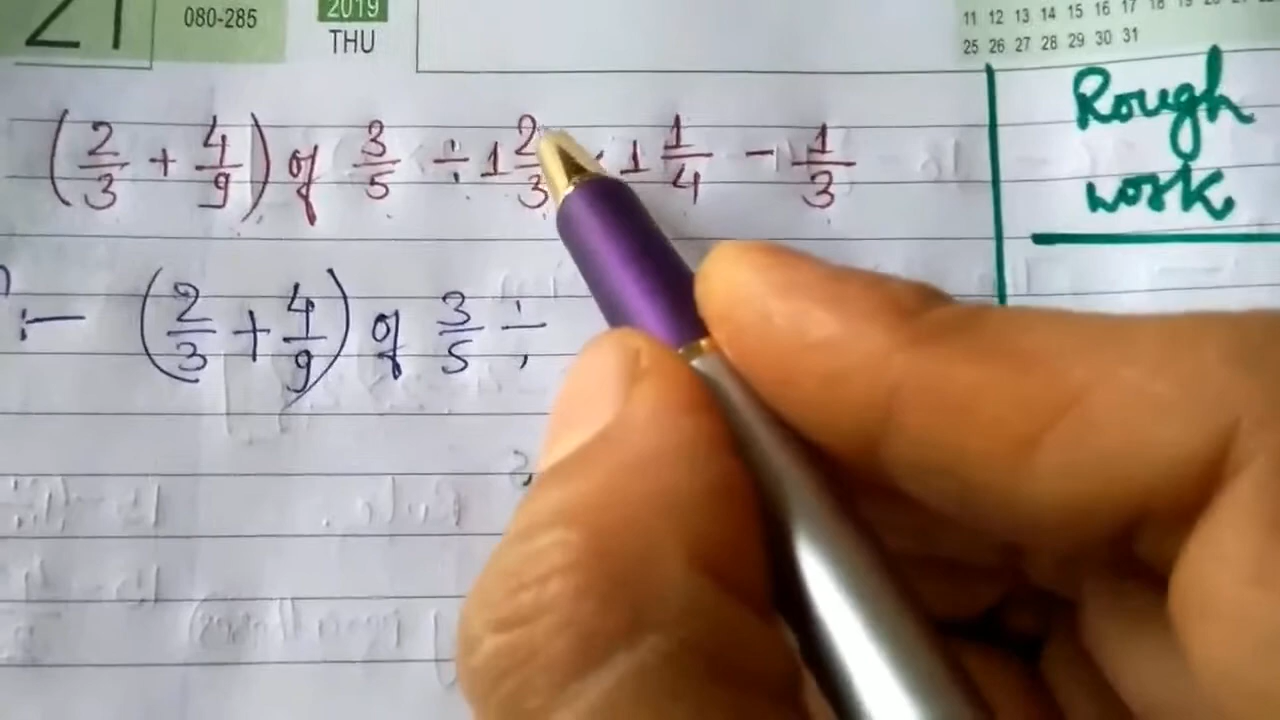 21 080-285 2019
THU
11 12 13 14 15 16 17 18 19
25 26 27 28 29 30 31
Rough
work
(2/3 + 4/9) of 3/5 ÷ 1 2/3 1 1/4 - 1/3
:- (2/3 + 4/9) of 3/5 ÷